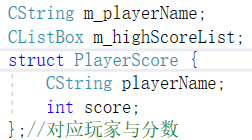 CString m_playerName;
CListBox m_highScoreList;
struct PlayerScore {
CString playerName;
int score;
};//对应玩家与分数